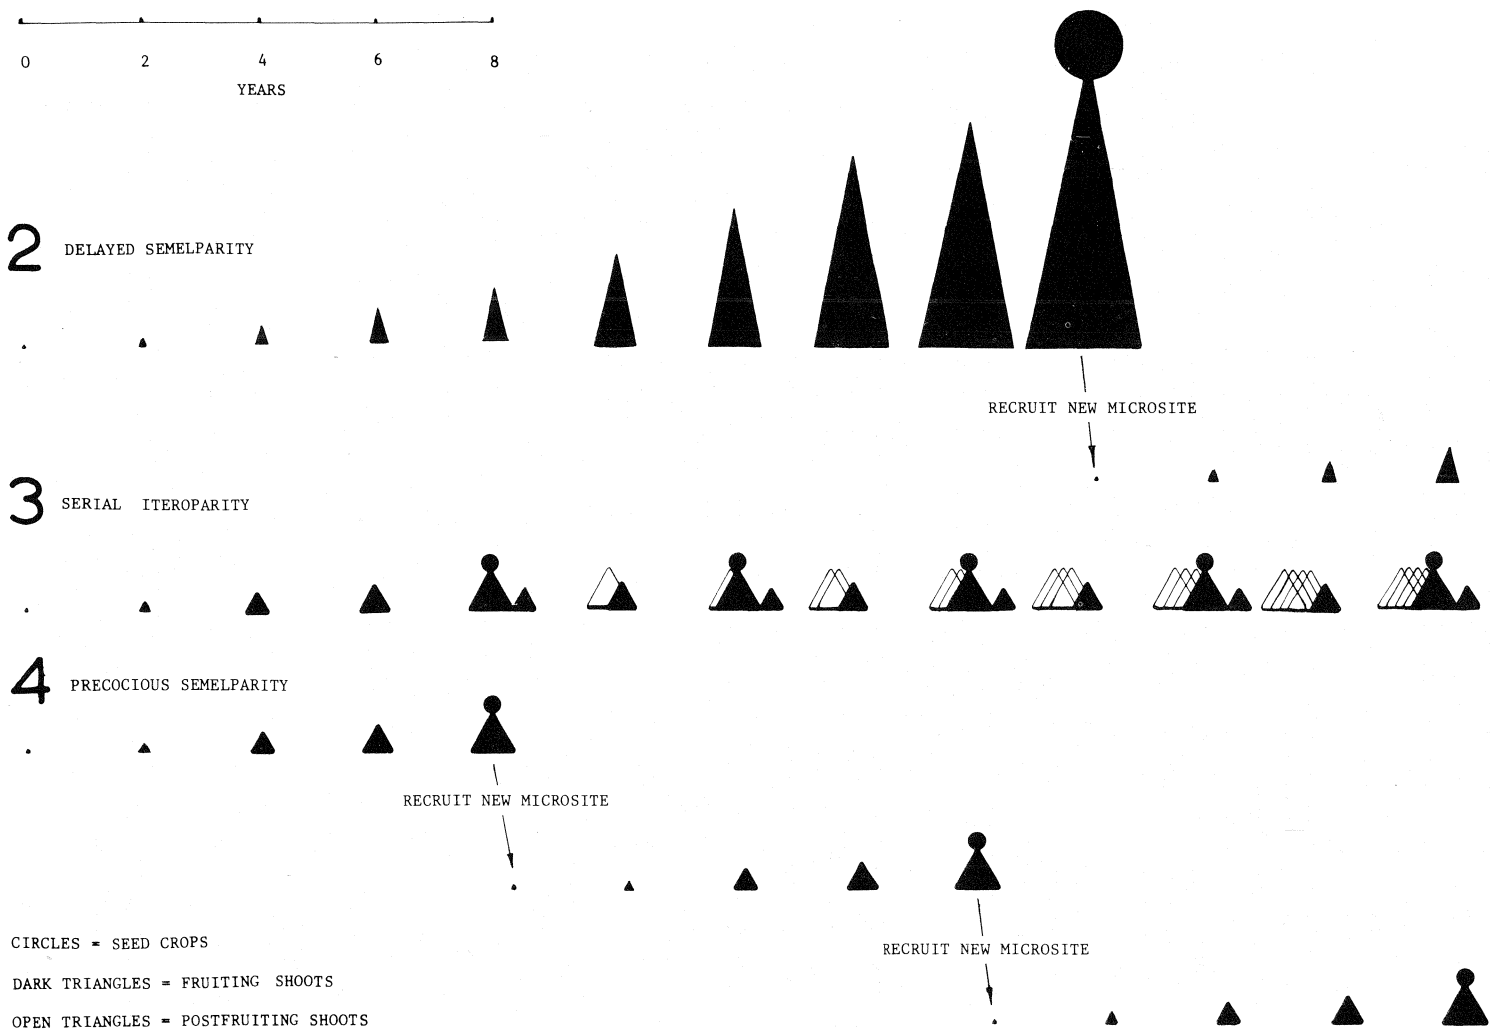 0 2 4 6 8
YEARS
2 DELAYED SEMELPARITY
RECRUIT NEW MICROSITE
3 SERIAL ITEROPARITY
4 PRECOCIOUS SEMELPARITY
RECRUIT NEW MICROSITE
RECRUIT NEW MICROSITE
CIRCLES = SEED CROPS
DARK TRIANGLES = FRUITING SHOOTS
OPEN TRIANGLES = POSTFRUITING SHOOTS